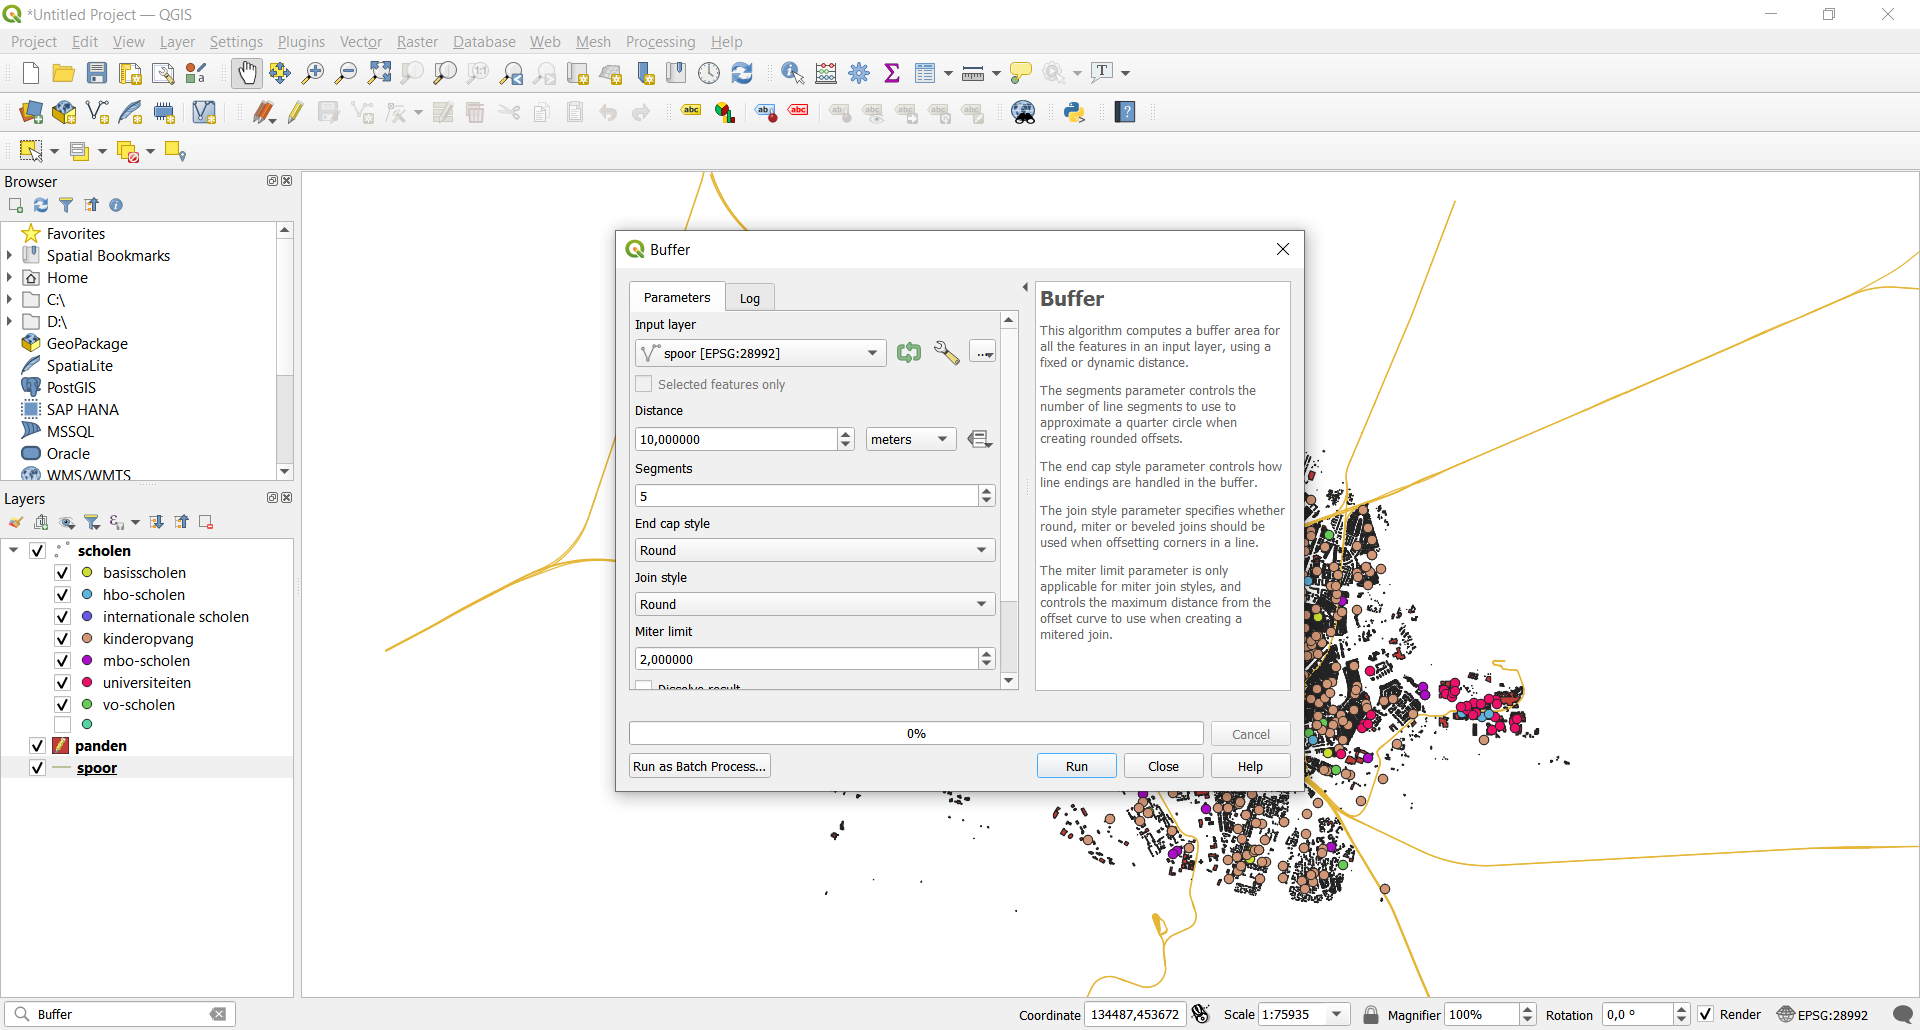 *Untitled Project — QGIS
Project Edit View Layer Settings Plugins Vector Raster Database Web Mesh Processing Help
Browser
Favorites
Spatial Bookmarks
Home
C:\
D:\
GeoPackage
SpatiaLite
PostGIS
SAP HANA
MSSQL
Oracle
WMS/WMTS
Layers
scholen
basisscholen
hbo-scholen
internationale scholen
kinderopvang
mbo-scholen
universiteiten
vo-scholen
panden
spoor
Buffer
Parameters Log
Input layer
spoor [EPSG:28992]
Selected features only
Distance
10,000000 meters
Segments
5
End cap style
Round
Join style
Round
Miter limit
2,000000
Dissolve result
Buffer
This algorithm computes a buffer area for
all the features in an input layer, using a
fixed or dynamic distance.
The segments parameter controls the
number of line segments to use to
approximate a quarter circle when
creating rounded offsets.
The end cap style parameter controls how
line endings are handled in the buffer.
The join style parameter specifies whether
round, miter or beveled joins should be
used when offsetting corners in a line.
The miter limit parameter is only
applicable for miter join styles, and
controls the maximum distance from the
offset curve to use when creating a
mitered join.
0% Cancel
Run as Batch Process... Run Close Help
Buffer
Coordinate 134487,453672 Scale 1:75935 Magnifier 100% Rotation 0,0 ° Render EPSG:28992